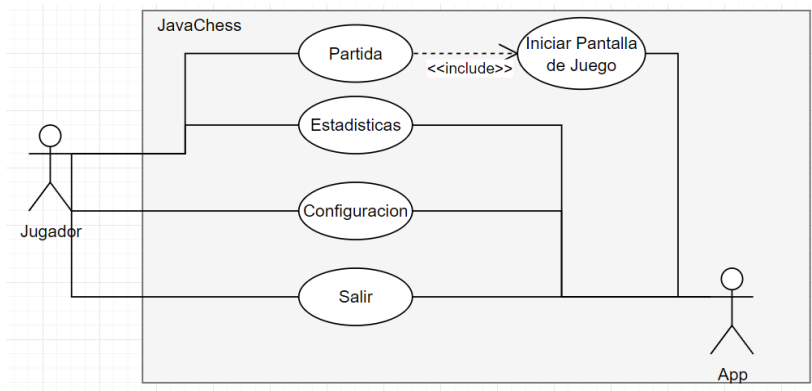 JavaChess
Partida
<<include>>
Iniciar Pantalla
de Juego
Estadisticas
Configuracion
Jugador
Salir
App